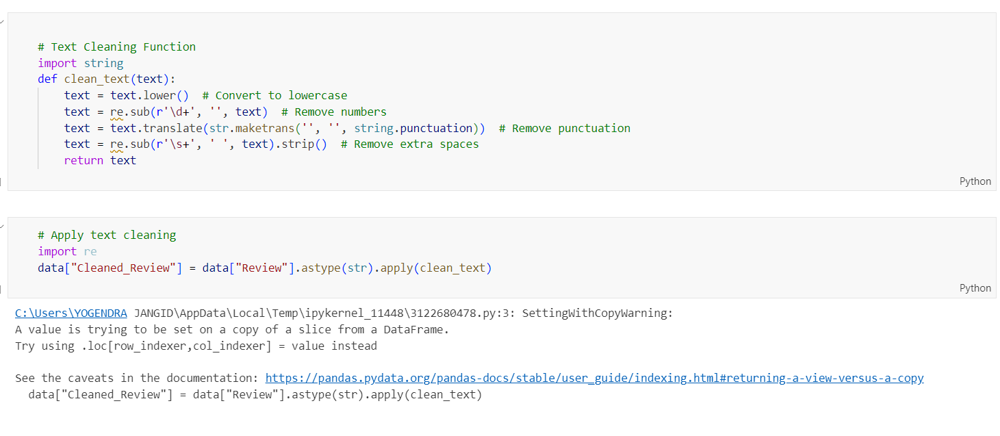 # Text Cleaning Function
import string
def clean_text(text):
    text = text.lower()  # Convert to lowercase
    text = re.sub(r'\d+', '', text)  # Remove numbers
    text = text.translate(str.maketrans('', '', string.punctuation))  # Remove punctuation
    text = re.sub(r'\s+', ' ', text).strip()  # Remove extra spaces
    return text
Python
# Apply text cleaning
import re
data["Cleaned_Review"] = data["Review"].astype(str).apply(clean_text)
Python
C:\Users\YOGENDRA JANGID\AppData\Local\Temp\ipykernel_11448\3122680478.py:3: SettingWithCopyWarning:
A value is trying to be set on a copy of a slice from a DataFrame.
Try using .loc[row_indexer,col_indexer] = value instead
See the caveats in the documentation: https://pandas.pydata.org/pandas-docs/stable/user_guide/indexing.html#returning-a-view-versus-a-copy
  data["Cleaned_Review"] = data["Review"].astype(str).apply(clean_text)